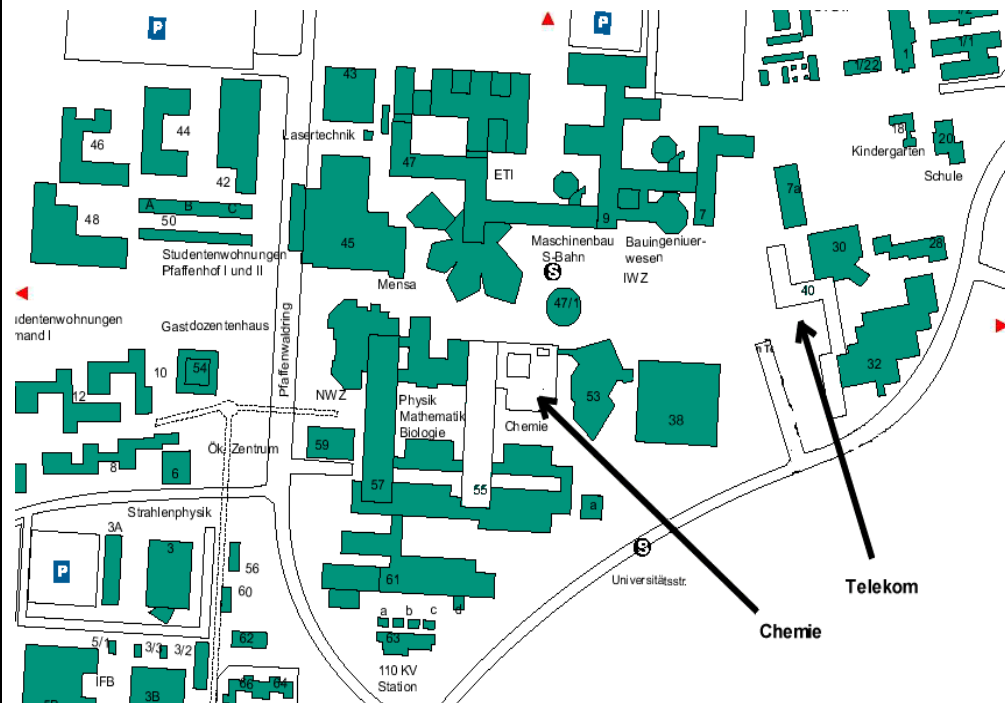 P
P
1/2
1/1
1
1/22
43
Lasertechnik
44
46
47
ETI
42
18
20
Kindergarten
Schule
7a
A B C
50
48
9
7
45
Studentenwohnungen
Pfaffenhof I und II
Maschinenbau
S-Bahn
S
Bauingeniuer-
wesen
IWZ
30
28
Mensa
40
47/1
Pfaffenwaldring
Gastdozentenhaus
54
10
12
NWZ
Physik
Mathematik
Biologie
Chemie
53
38
32
59
Ök. Zentrum
8
6
57
55
a
Strahlenphysik
3A
3
P
56
60
61
S
Universitätsstr.
Telekom
Chemie
a b c d
63
62
5/1
3/3
3/2
IFB
3B
66
64
110 KV
Station